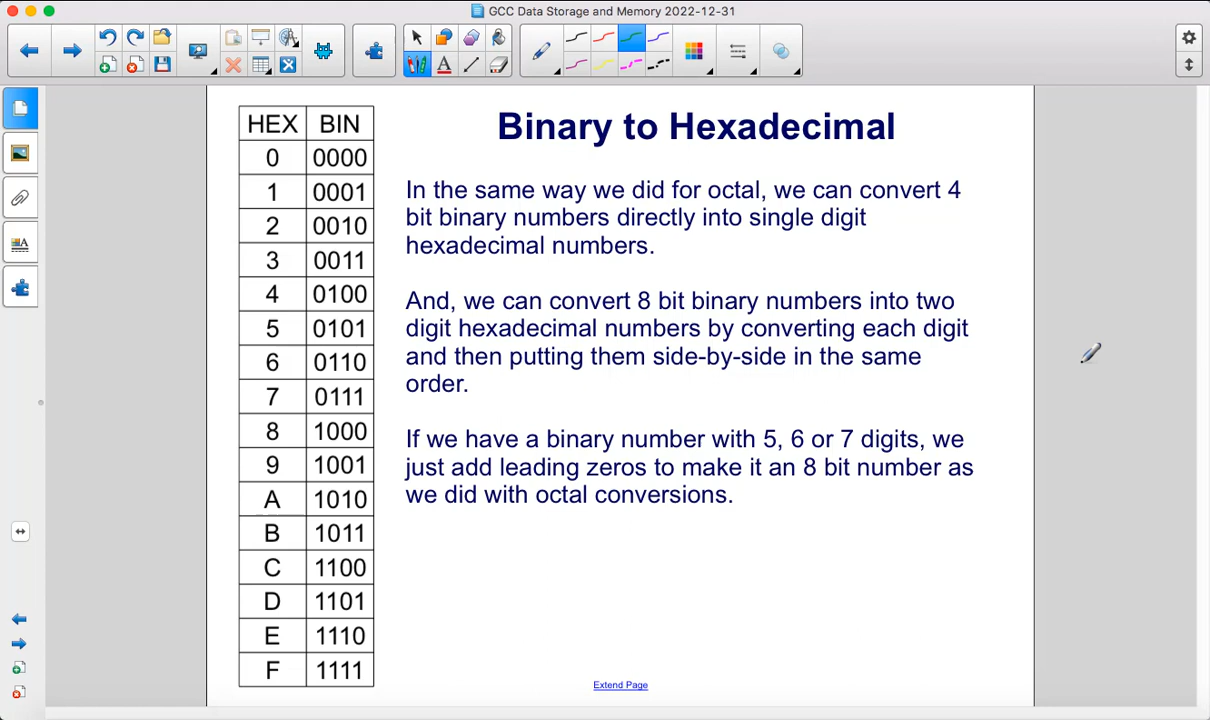 GCC Data Storage and Memory 2022-12-31
HEX BIN
0 0000
1 0001
2 0010
3 0011
4 0100
5 0101
6 0110
7 0111
8 1000
9 1001
A 1010
B 1011
C 1100
D 1101
E 1110
F 1111
Binary to Hexadecimal
In the same way we did for octal, we can convert 4
bit binary numbers directly into single digit
hexadecimal numbers.
And, we can convert 8 bit binary numbers into two
digit hexadecimal numbers by converting each digit
and then putting them side-by-side in the same
order.
If we have a binary number with 5, 6 or 7 digits, we
just add leading zeros to make it an 8 bit number as
we did with octal conversions.
Extend Page